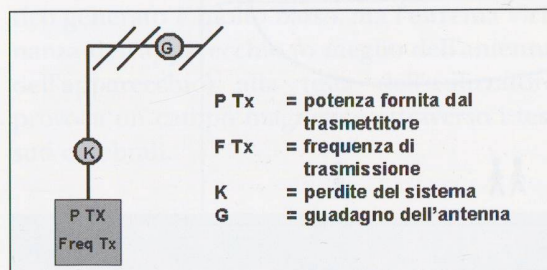 G
K
P TX
Freq Tx
P Tx = potenza fornita dal
trasmettitore
F Tx = frequenza di
trasmissione
K = perdite del sistema
G = guadagno dell'antenna